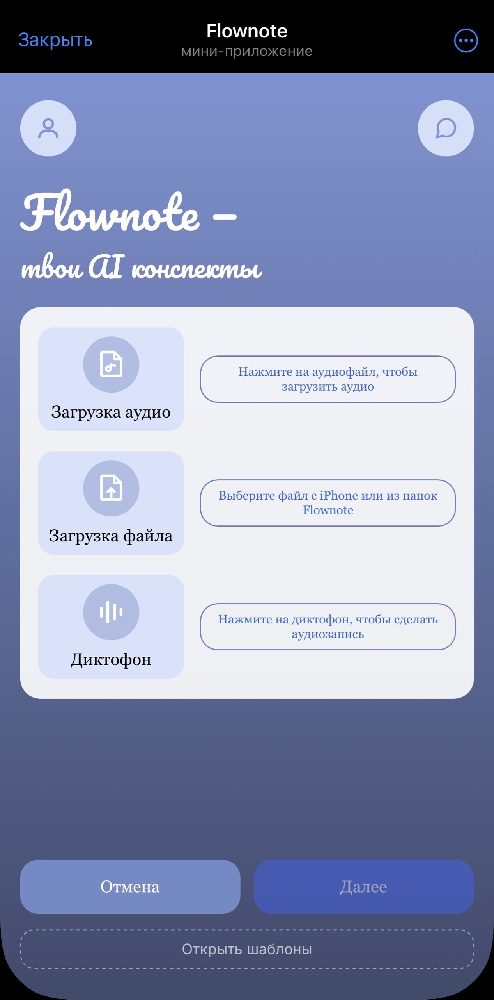 Закрыть
Flownote
мини-приложение
Flownote –
твои AI конспекты
Загрузка аудио
Нажмите на аудиофайл, чтобы
загрузить аудио
Загрузка файла
Выберите файл с iPhone или из папок
Flownote
Диктофон
Нажмите на диктофон, чтобы сделать
аудиозапись
Отмена
Далее
Открыть шаблоны